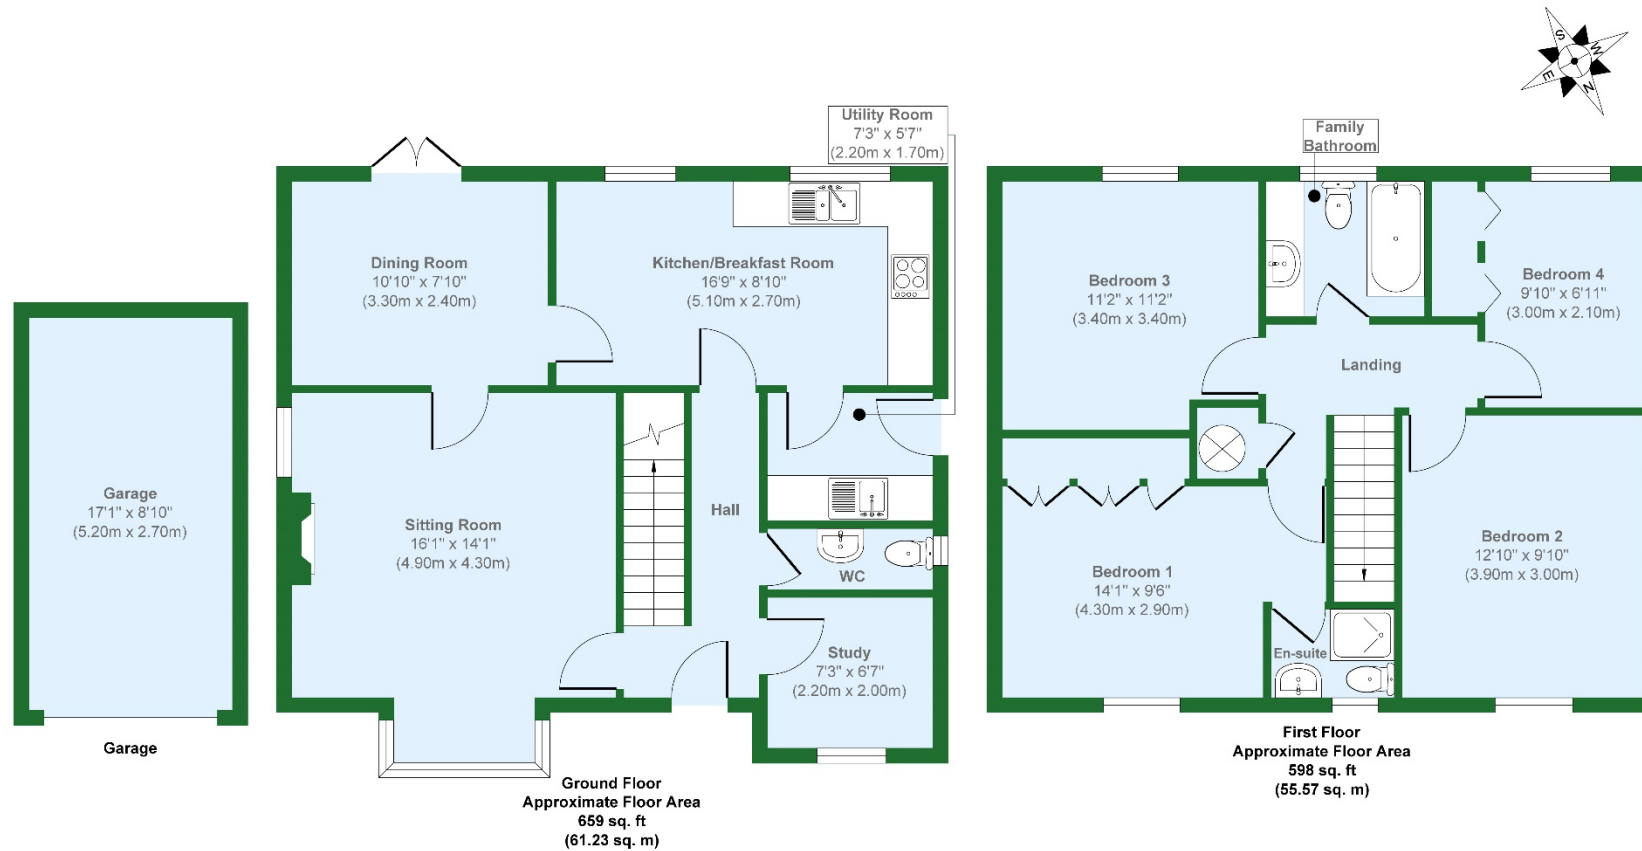 S
W
E
N
Utility Room
7'3" x 5'7"
(2.20m x 1.70m)
Family
Bathroom
Dining Room
10'10" x 7'10"
(3.30m x 2.40m)
Kitchen/Breakfast Room
16'9" x 8'10"
(5.10m x 2.70m)
Bedroom 3
11'2" x 11'2"
(3.40m x 3.40m)
Bedroom 4
9'10" x 6'11"
(3.00m x 2.10m)
Landing
Garage
17'1" x 8'10"
(5.20m x 2.70m)
Sitting Room
16'1" x 14'1"
(4.90m x 4.30m)
Hall
WC
Bedroom 1
14'1" x 9'6"
(4.30m x 2.90m)
Bedroom 2
12'10" x 9'10"
(3.90m x 3.00m)
Study
7'3" x 6'7"
(2.20m x 2.00m)
En-suite
Garage
Ground Floor
Approximate Floor Area
659 sq. ft
(61.23 sq. m)
First Floor
Approximate Floor Area
598 sq. ft
(55.57 sq. m)